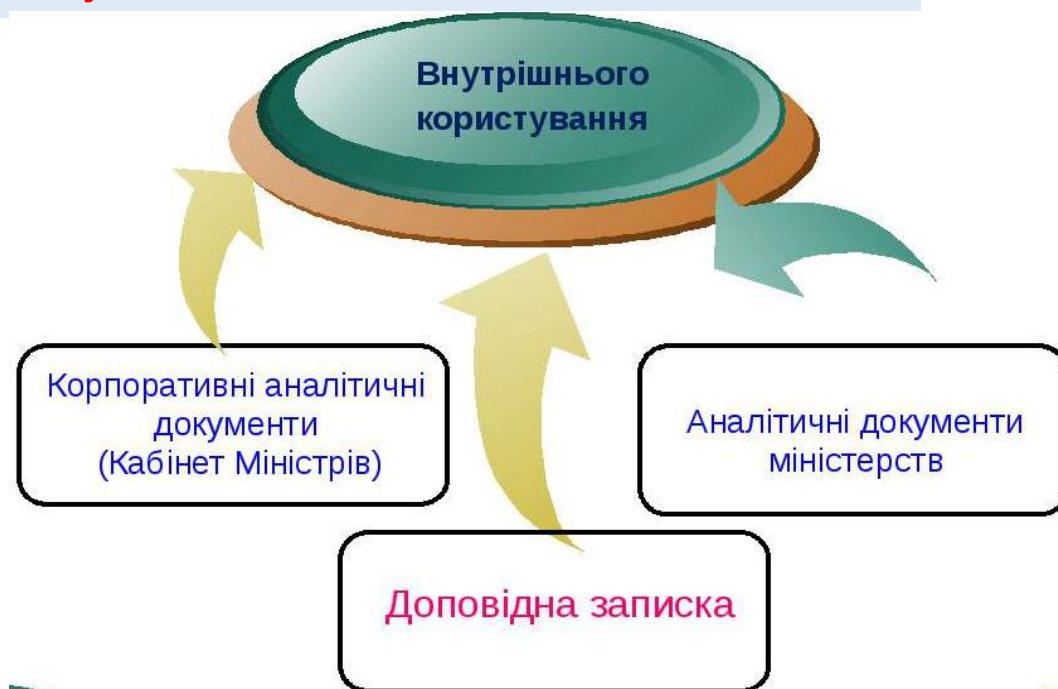 Внутрішнього
користування
Корпоративні аналітичні
документи
(Кабінет Міністрів)
Аналітичні документи
міністерств
Доповідна записка